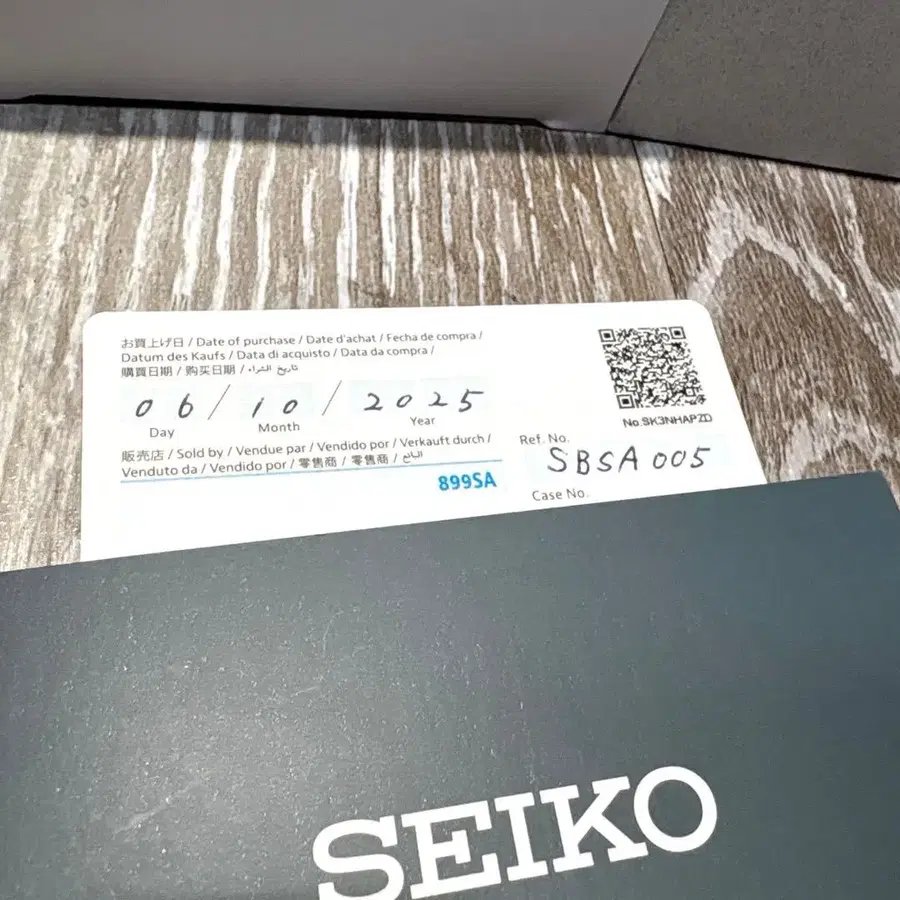 お買上げ日 / Date of purchase / Date d'achat / Fecha de compra /
Datum des Kaufs / Data di acquisto / Data da compra /
購買日期 / 购买日期 / تاريخ الشراء
06 / 10 / 2025
Day Month Year
販売店 / Sold by / Vendue par / Vendido por / Verkauft durch /
Venduto da / Vendido por / 零售商 / 零售商 / البائع
899SA
No.SK3NHAPZD
Ref. No.
SBSA005
Case No.
SEIKO